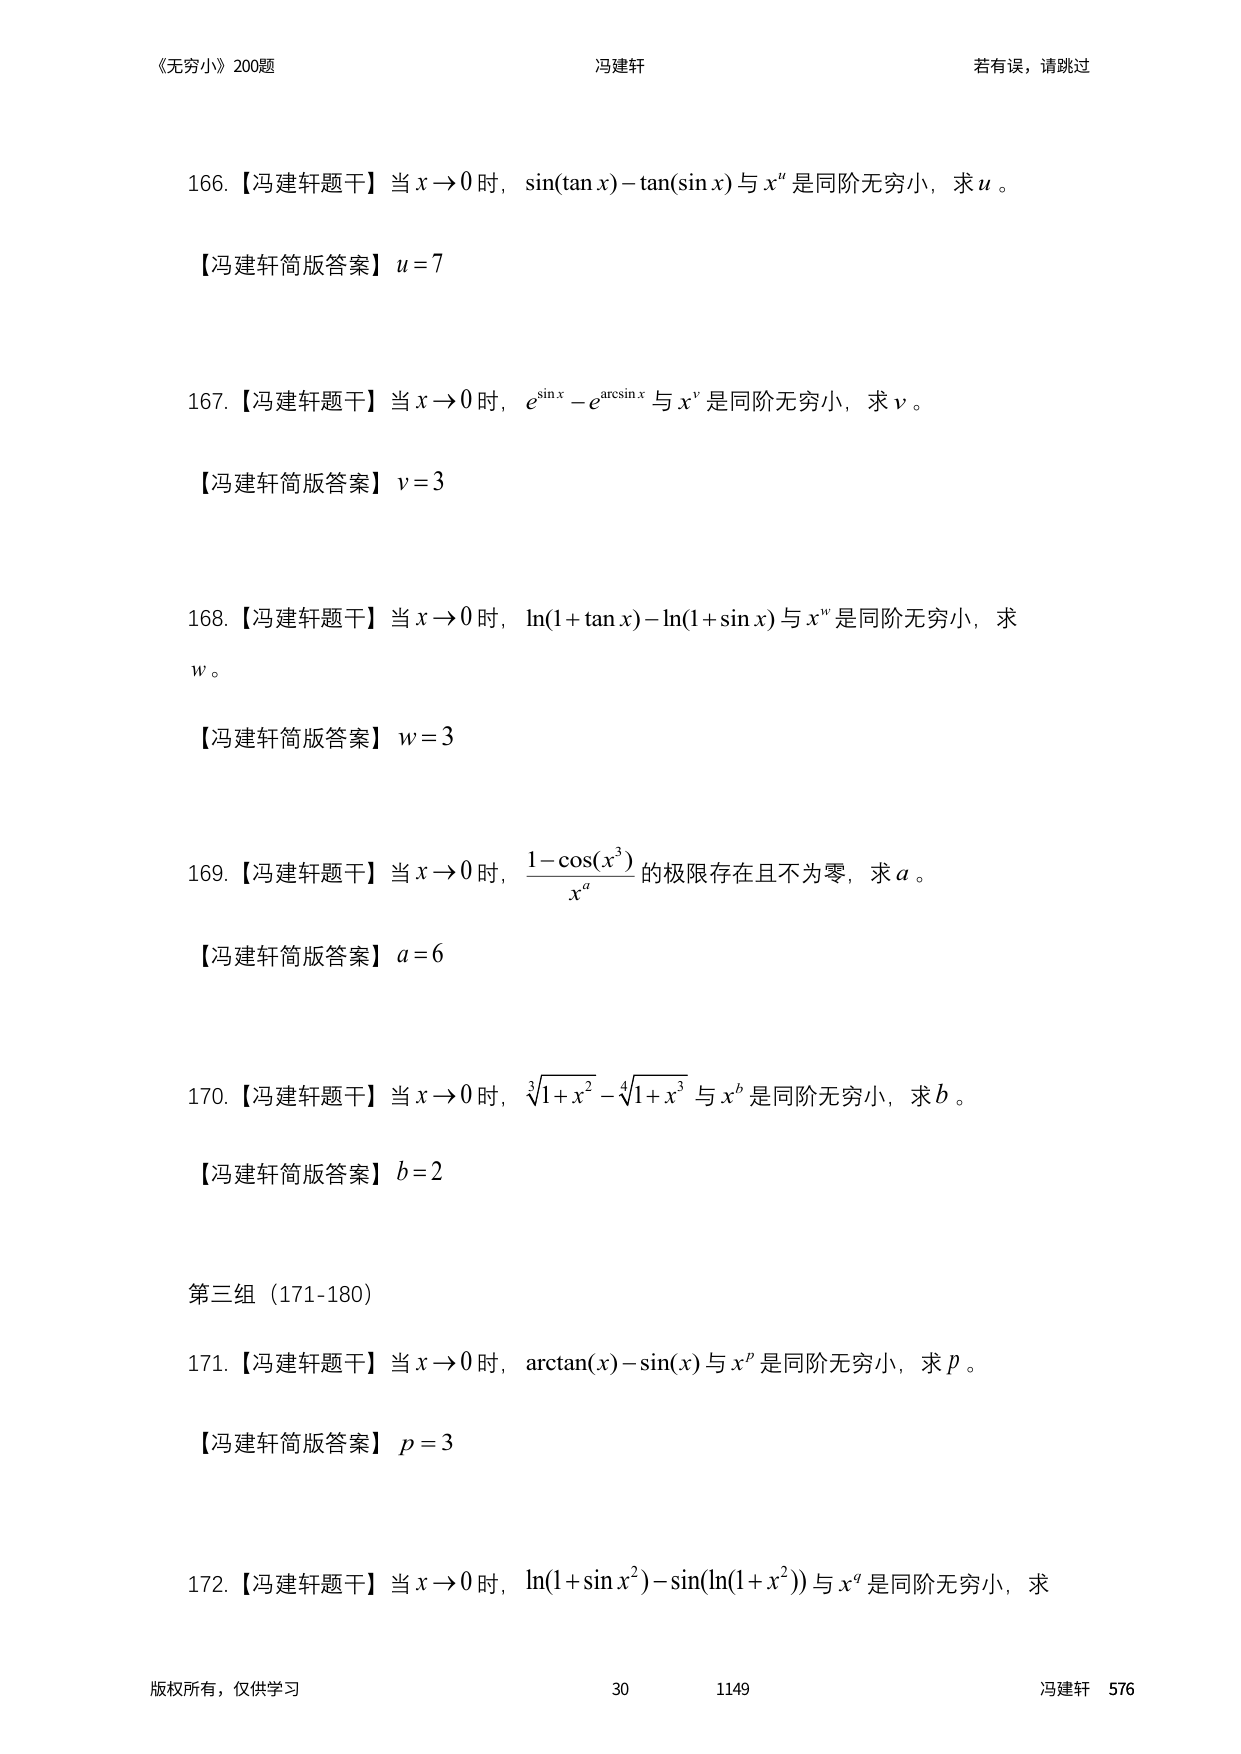 《无穷小》200题 冯建轩 若有误，请跳过
166.【冯建轩题干】当 x→0 时，sin(tan x)−tan(sin x) 与 x^u 是同阶无穷小，求 u 。
【冯建轩简版答案】 u=7
167.【冯建轩题干】当 x→0 时，e^{sin x}−e^{arcsin x} 与 x^v 是同阶无穷小，求 v 。
【冯建轩简版答案】 v=3
168.【冯建轩题干】当 x→0 时，ln(1+tan x)−ln(1+sin x) 与 x^w 是同阶无穷小，求
w 。
【冯建轩简版答案】 w=3
169.【冯建轩题干】当 x→0 时，\frac{1−cos(x^3)}{x^a} 的极限存在且不为零，求 a 。
【冯建轩简版答案】 a=6
170.【冯建轩题干】当 x→0 时，\sqrt[3]{1+x^2}−\sqrt[4]{1+x^3} 与 x^b 是同阶无穷小，求 b 。
【冯建轩简版答案】 b=2
第三组（171-180）
171.【冯建轩题干】当 x→0 时，arctan(x)−sin(x) 与 x^p 是同阶无穷小，求 p 。
【冯建轩简版答案】 p=3
172.【冯建轩题干】当 x→0 时，ln(1+sin x^2)−sin(ln(1+x^2)) 与 x^q 是同阶无穷小，求
版权所有，仅供学习 30 1149 冯建轩 576